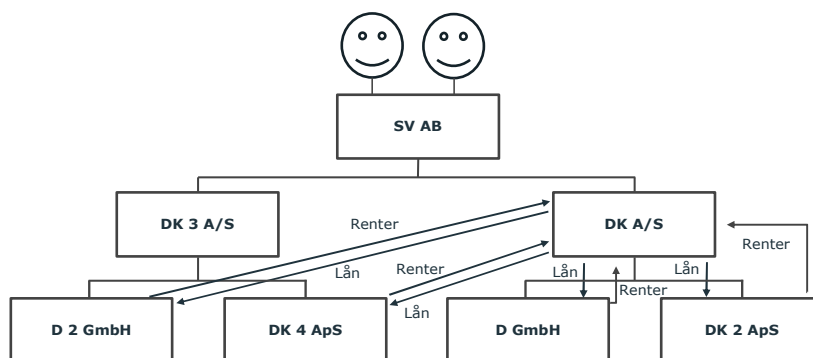 SV AB
DK 3 A/S
DK A/S
Renter
Renter
Lån
Renter
Lån
Lån
Renter
Lån
D 2 GmbH
DK 4 ApS
D GmbH
DK 2 ApS